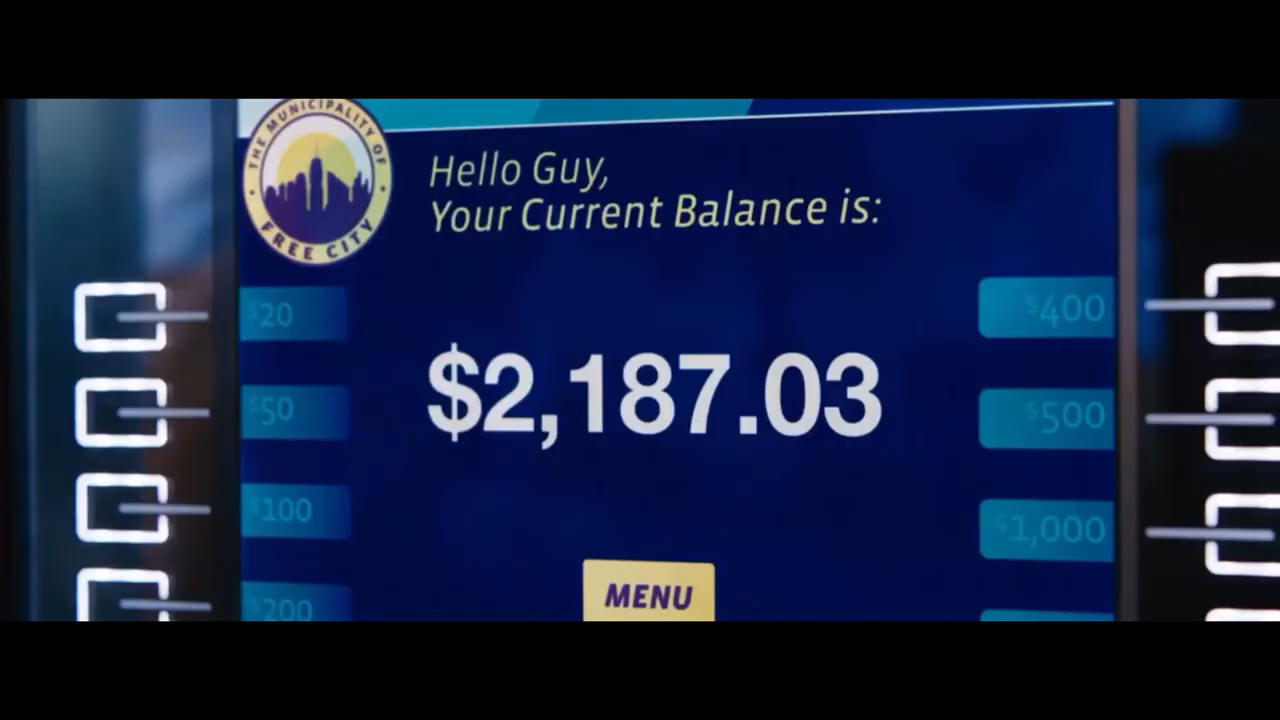 THE MUNICIPALITY OF
FREE CITY
Hello Guy,
Your Current Balance is:
$20
$400
$2,187.03
$50
$500
$100
$1,000
MENU
$200